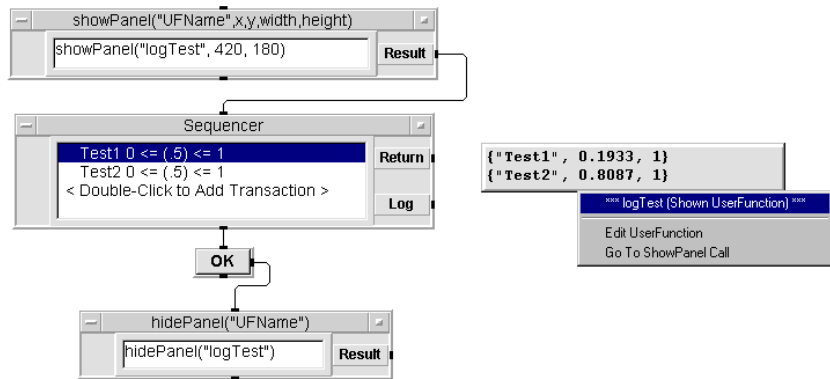 showPanel("UFName",x,y,width,height)
showPanel("logTest", 420, 180)
Result
Sequencer
Test1 0 <= (.5) <= 1
Test2 0 <= (.5) <= 1
< Double-Click to Add Transaction >
Return
Log
{"Test1", 0.1933, 1}
{"Test2", 0.8087, 1}
*** logTest (Shown UserFunction) ***
Edit UserFunction
Go To ShowPanel Call
OK
hidePanel("UFName")
hidePanel("logTest")
Result